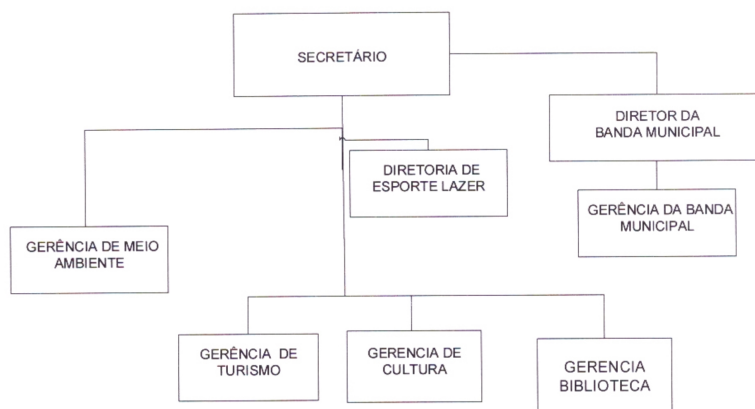 SECRETÁRIO
DIRETOR DA
BANDA MUNICIPAL
DIRETORIA DE
ESPORTE LAZER
GERÊNCIA DA BANDA
MUNICIPAL
GERÊNCIA DE MEIO
AMBIENTE
GERÊNCIA DE
TURISMO
GERENCIA DE
CULTURA
GERENCIA
BIBLIOTECA